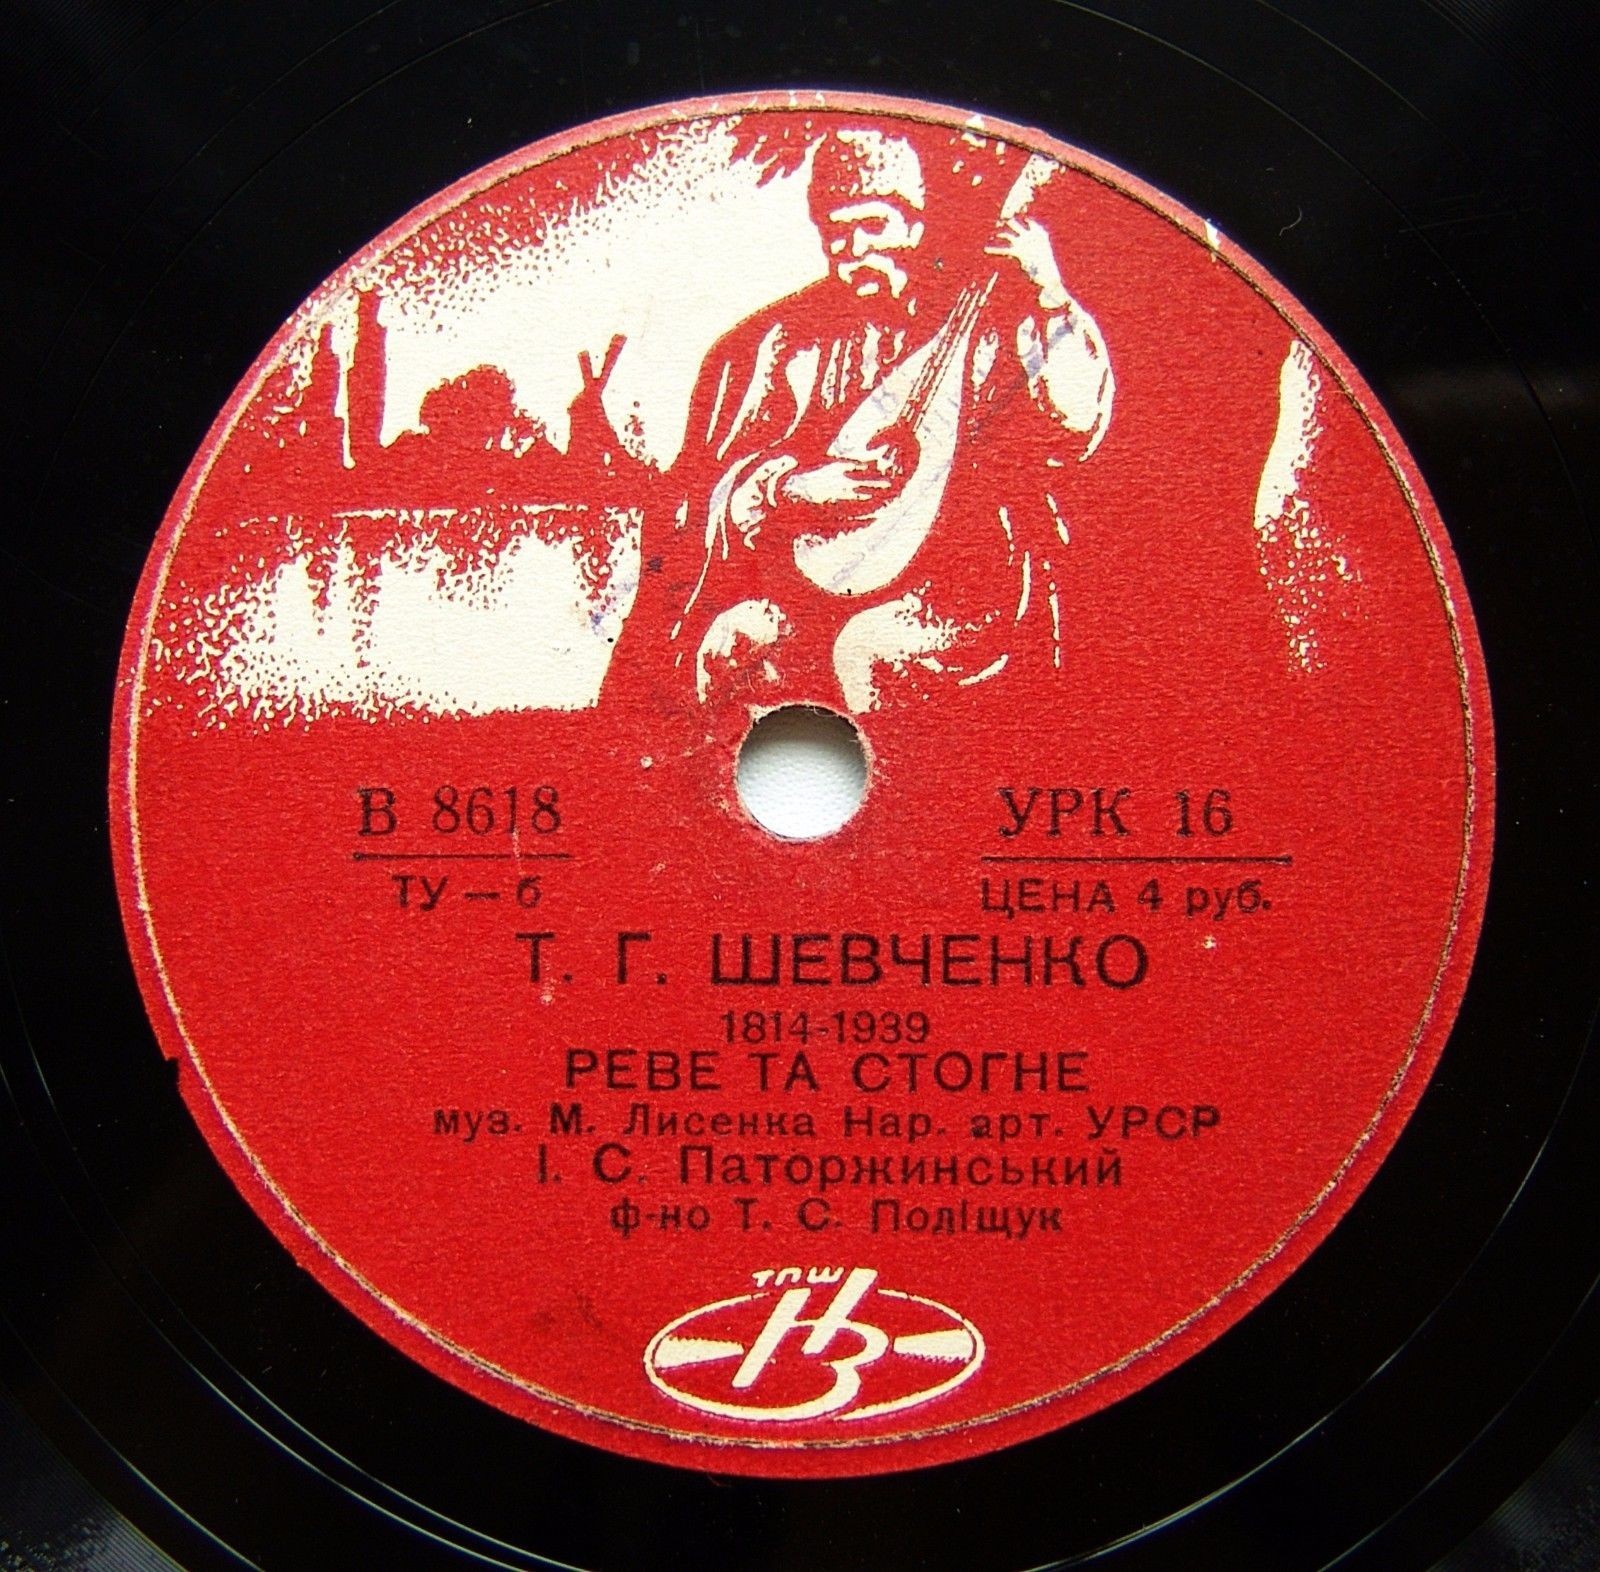 В 8618
УРК 16
ТУ — б
ЦЕНА 4 руб.
Т. Г. ШЕВЧЕНКО
1814-1939
РЕВЕ ТА СТОГНЕ
муз. М. Лисенка Нар. арт. УРСР
І. С. Паторжинський
ф-но Т. С. Поліщук
ТПШ
НЗ